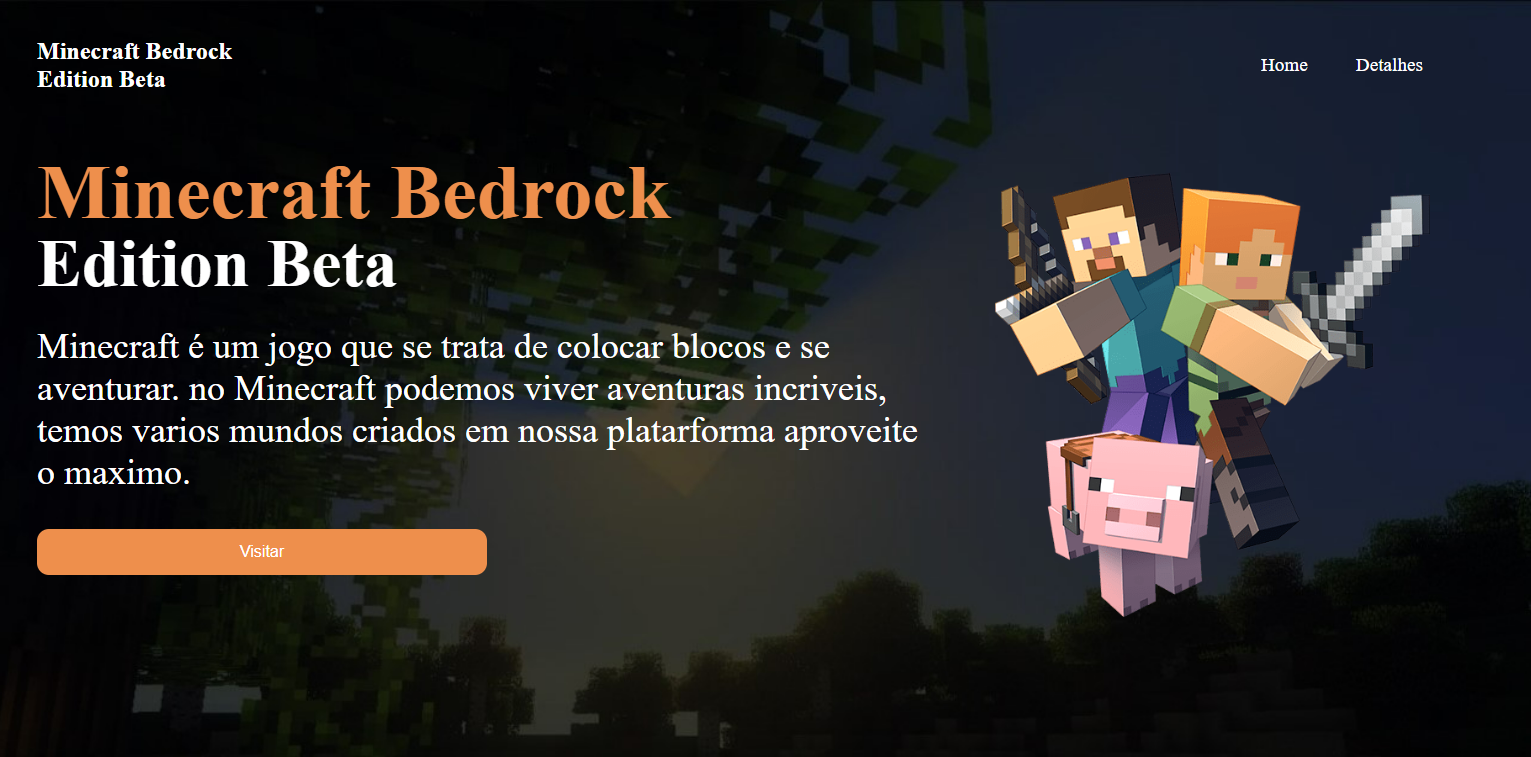 Minecraft Bedrock
Edition Beta
Home
Detalhes
Minecraft Bedrock
Edition Beta
Minecraft é um jogo que se trata de colocar blocos e se
aventurar. no Minecraft podemos viver aventuras incriveis,
temos varios mundos criados em nossa platarforma aproveite
o maximo.
Visitar